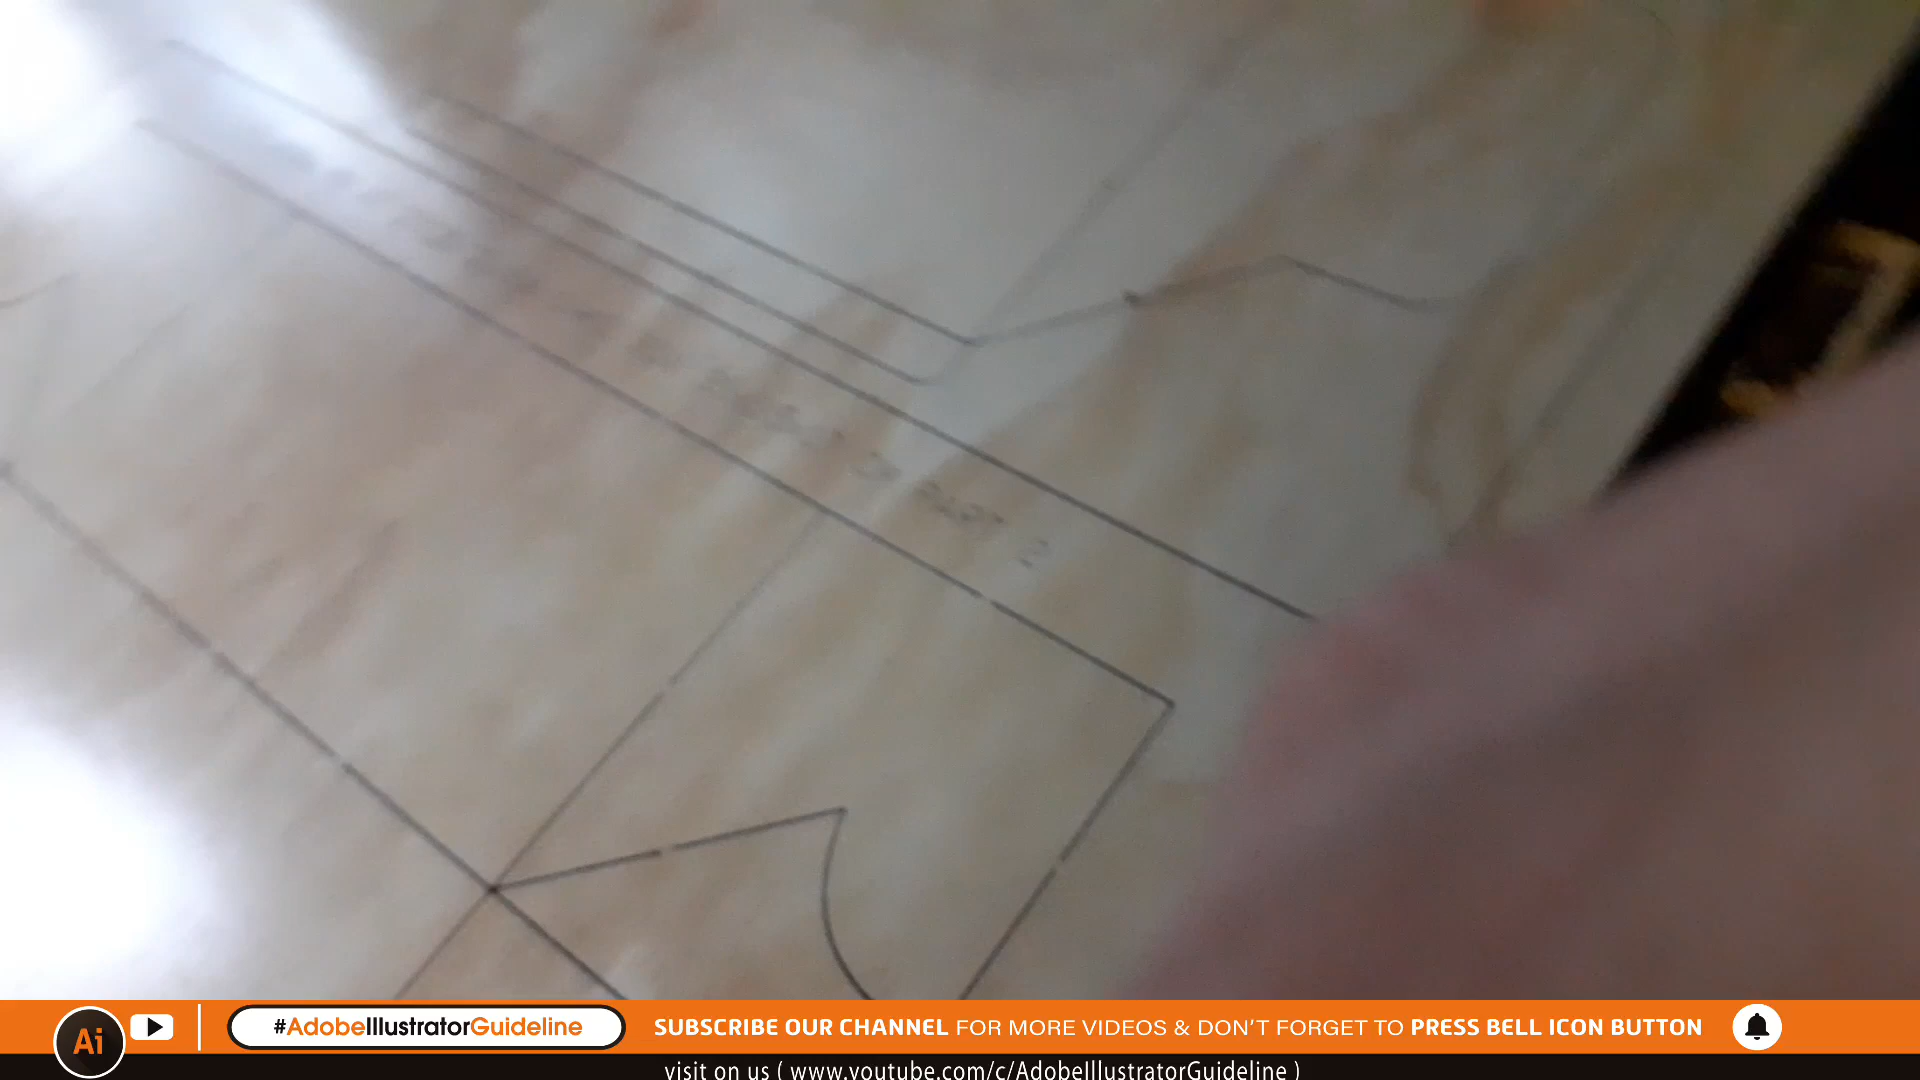 Ai
#AdobeIllustratorGuideline
SUBSCRIBE OUR CHANNEL FOR MORE VIDEOS & DON'T FORGET TO PRESS BELL ICON BUTTON
visit on us ( www.youtube.com/c/AdobeIllustratorGuideline )